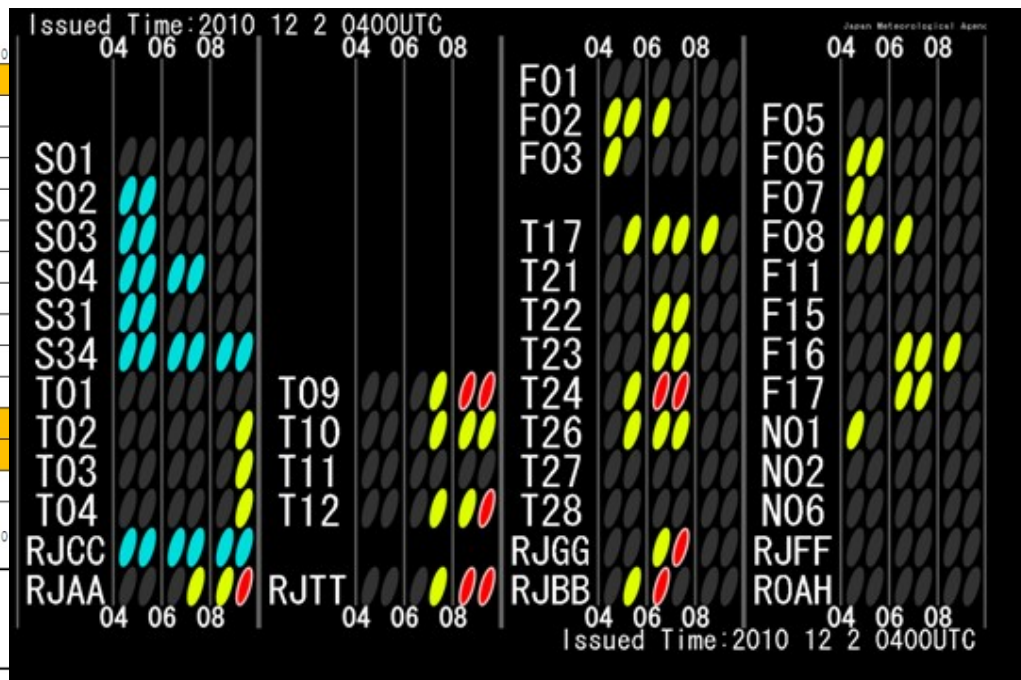 Issued Time:2010 12 2 0400UTC
Japan Meteorological Agenc
04 06 08 04 06 08 04 06 08 04 06 08
F01
F02 F05
S01 F03 F06
S02 F07
S03 T17 F08
S04 T21 F11
S31 T22 F15
S34 T23 F16
T01 T09 T24 F17
T02 T10 T26 N01
T03 T11 T27 N02
T04 T12 T28 N06
RJCC RJGG RJFF
RJAA RJTT RJBB ROAH
04 06 08 04 06 08 04 06 08 04 06 08
Issued Time:2010 12 2 0400UTC